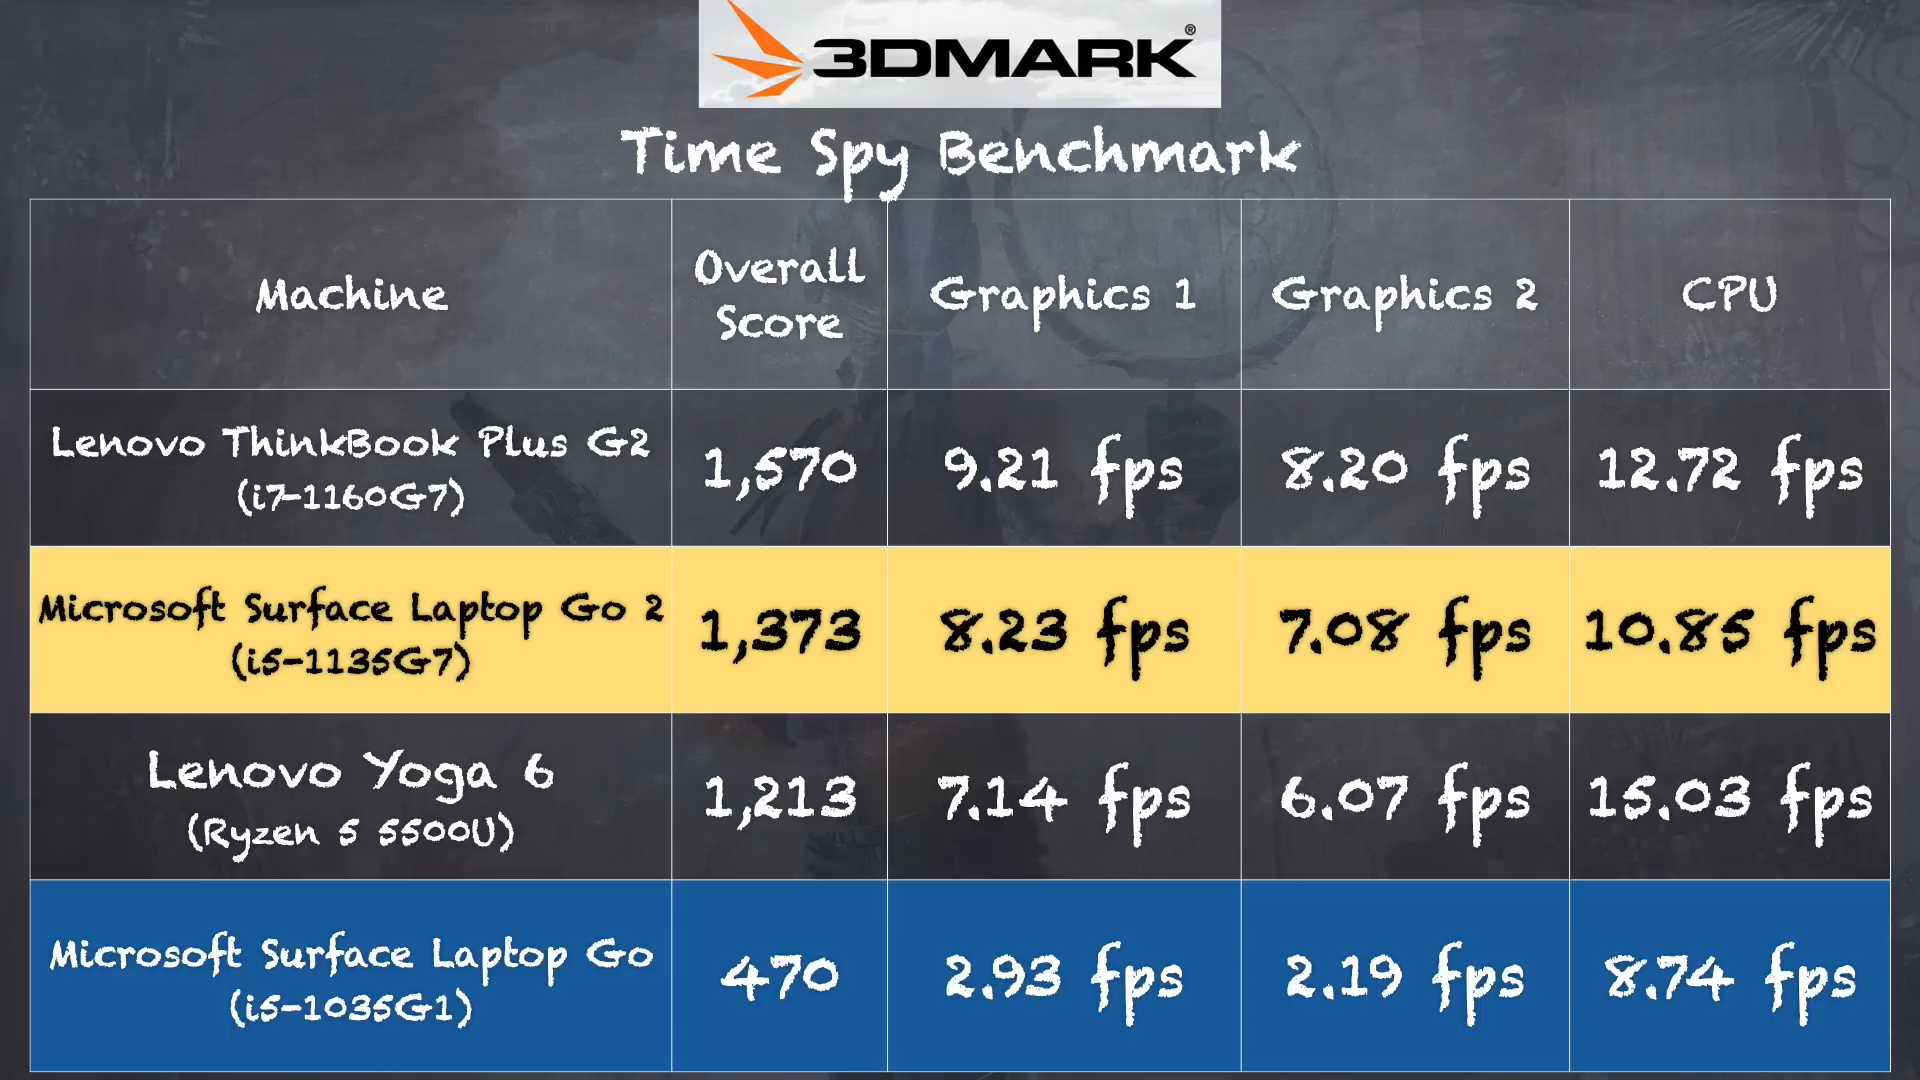 3DMARK®
Time Spy Benchmark
Machine
Overall
Score
Graphics 1
Graphics 2
CPU
Lenovo ThinkBook Plus G2
(i7-1160G7)
1,570
9.21 fps
8.20 fps
12.72 fps
Microsoft Surface Laptop Go 2
(i5-1135G7)
1,373
8.23 fps
7.08 fps
10.85 fps
Lenovo Yoga 6
(Ryzen 5 5500U)
1,213
7.14 fps
6.07 fps
15.03 fps
Microsoft Surface Laptop Go
(i5-1035G1)
470
2.93 fps
2.19 fps
8.74 fps